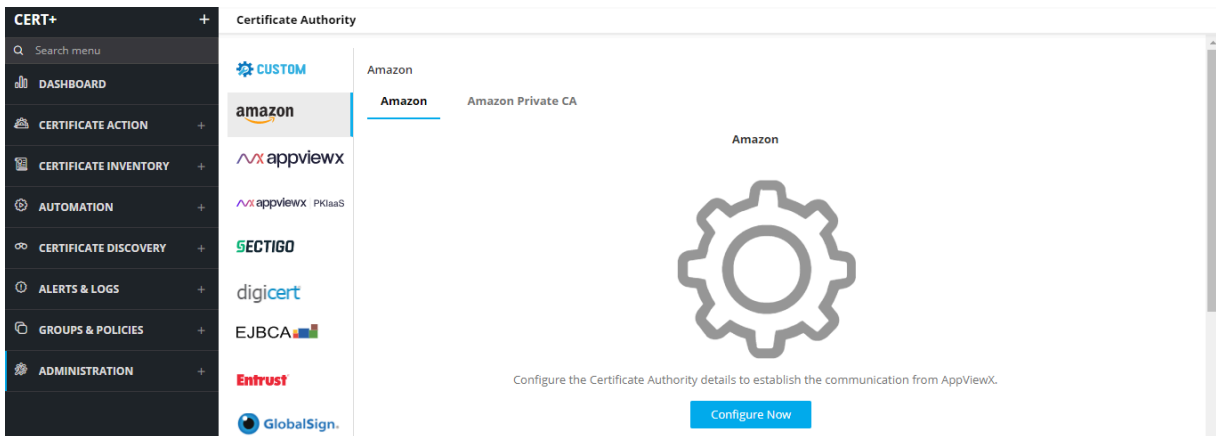 CERT+ +
Search menu
DASHBOARD
CERTIFICATE ACTION +
CERTIFICATE INVENTORY +
AUTOMATION +
CERTIFICATE DISCOVERY +
ALERTS & LOGS +
GROUPS & POLICIES +
ADMINISTRATION +
Certificate Authority
CUSTOM
amazon
appviewx
appviewx PKIaaS
SECTIGO
digicert
EJBCA
Entrust
GlobalSign.
Amazon
Amazon Amazon Private CA
Amazon
Configure the Certificate Authority details to establish the communication from AppViewX.
Configure Now